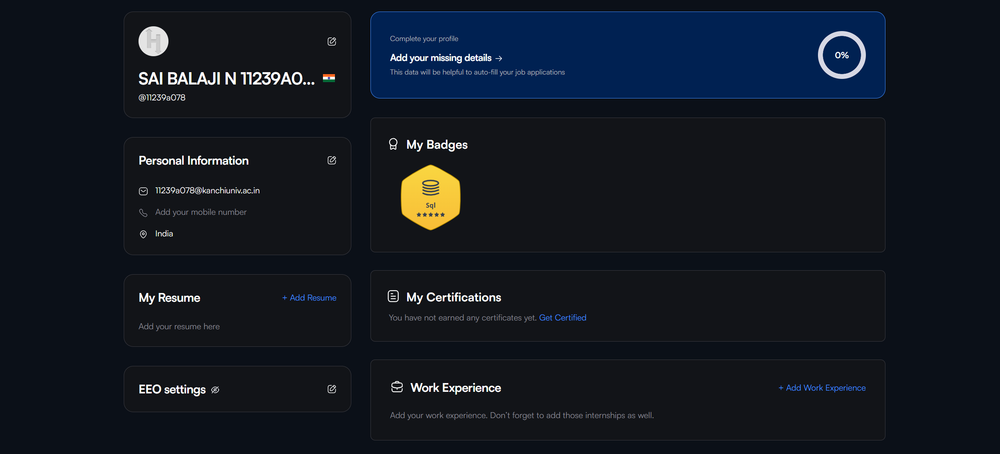 SAI BALAJI N 11239A0...
@11239a078
Personal Information
11239a078@kanchiuniv.ac.in
Add your mobile number
India
My Resume
+ Add Resume
Add your resume here
EEO settings
Complete your profile
Add your missing details →
This data will be helpful to auto-fill your job applications
0%
My Badges
Sql
My Certifications
You have not earned any certificates yet. Get Certified
Work Experience
+ Add Work Experience
Add your work experience. Don't forget to add those internships as well.